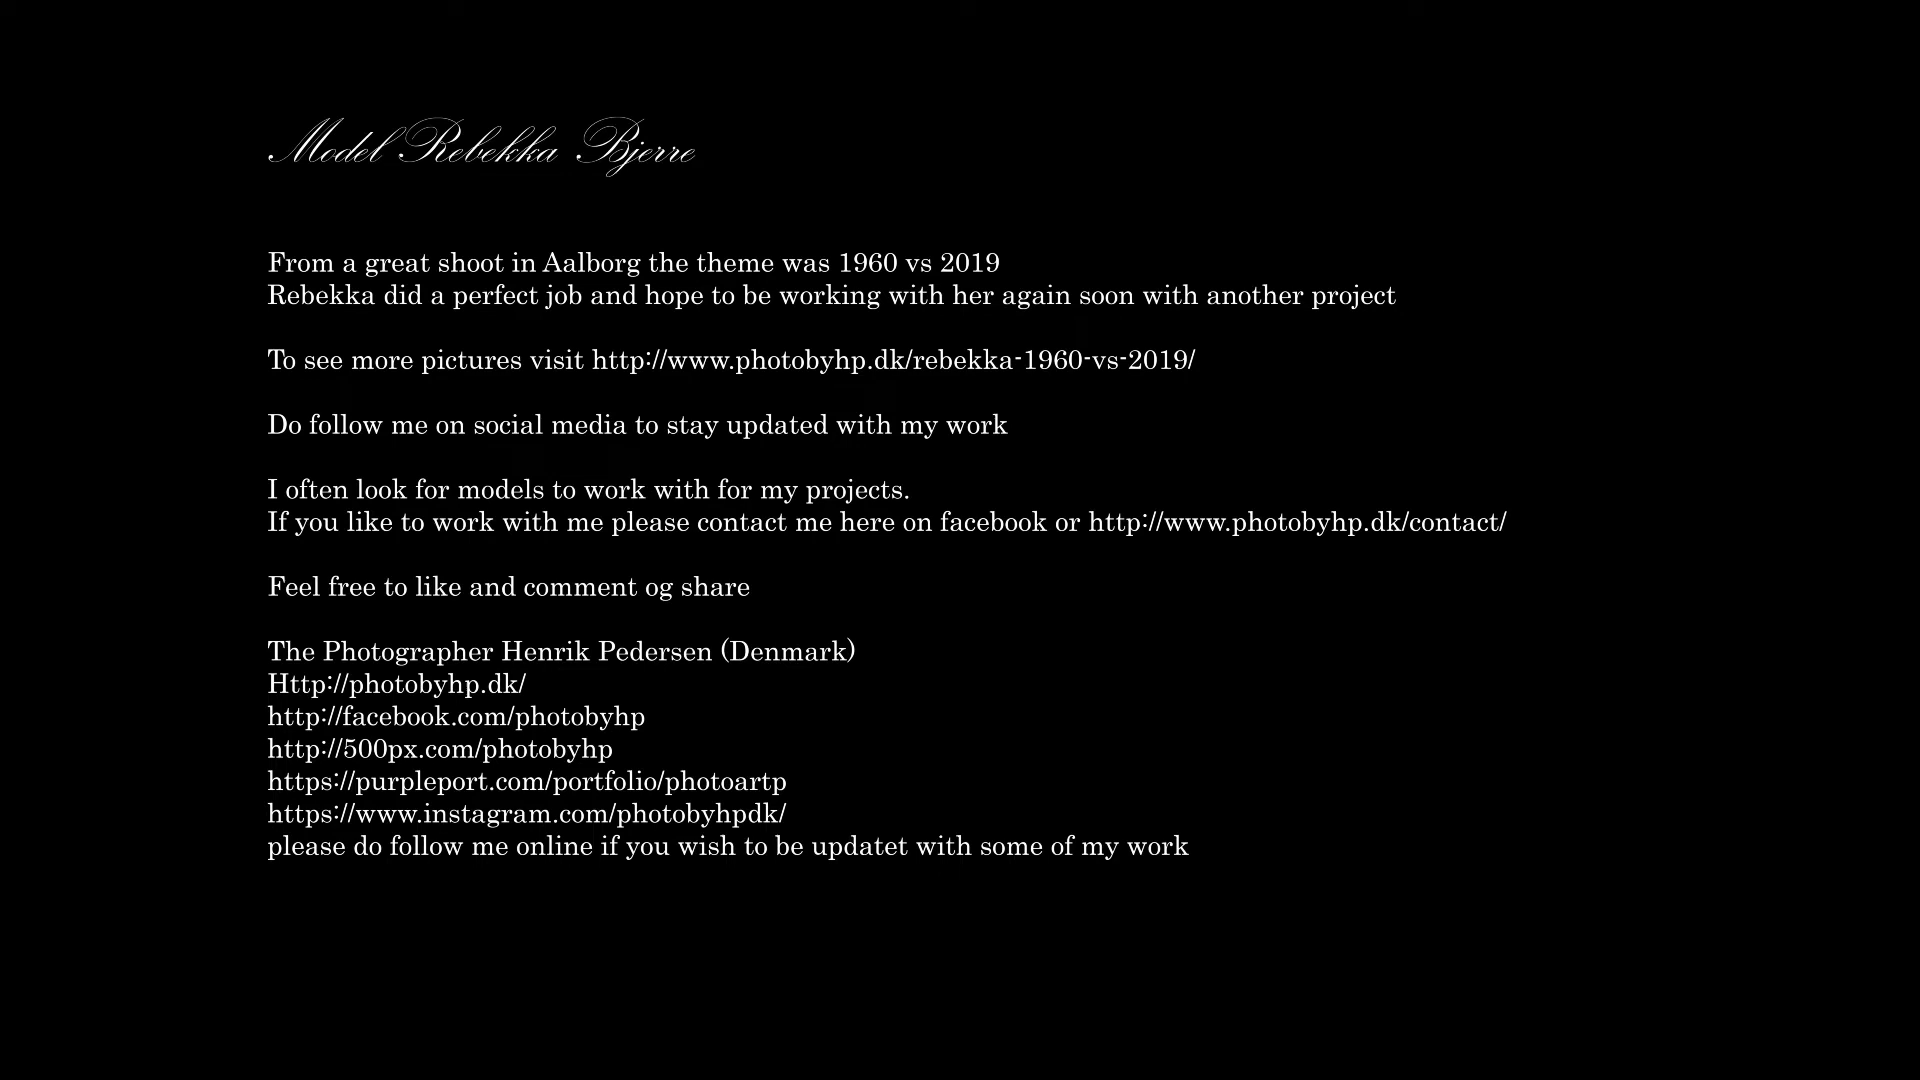 Model Rebekka Bjerre
From a great shoot in Aalborg the theme was 1960 vs 2019
Rebekka did a perfect job and hope to be working with her again soon with another project
To see more pictures visit http://www.photobyhp.dk/rebekka-1960-vs-2019/
Do follow me on social media to stay updated with my work
I often look for models to work with for my projects.
If you like to work with me please contact me here on facebook or http://www.photobyhp.dk/contact/
Feel free to like and comment og share
The Photographer Henrik Pedersen (Denmark)
Http://photobyhp.dk/
http://facebook.com/photobyhp
http://500px.com/photobyhp
https://purpleport.com/portfolio/photoartp
https://www.instagram.com/photobyhpdk/
please do follow me online if you wish to be updatet with some of my work